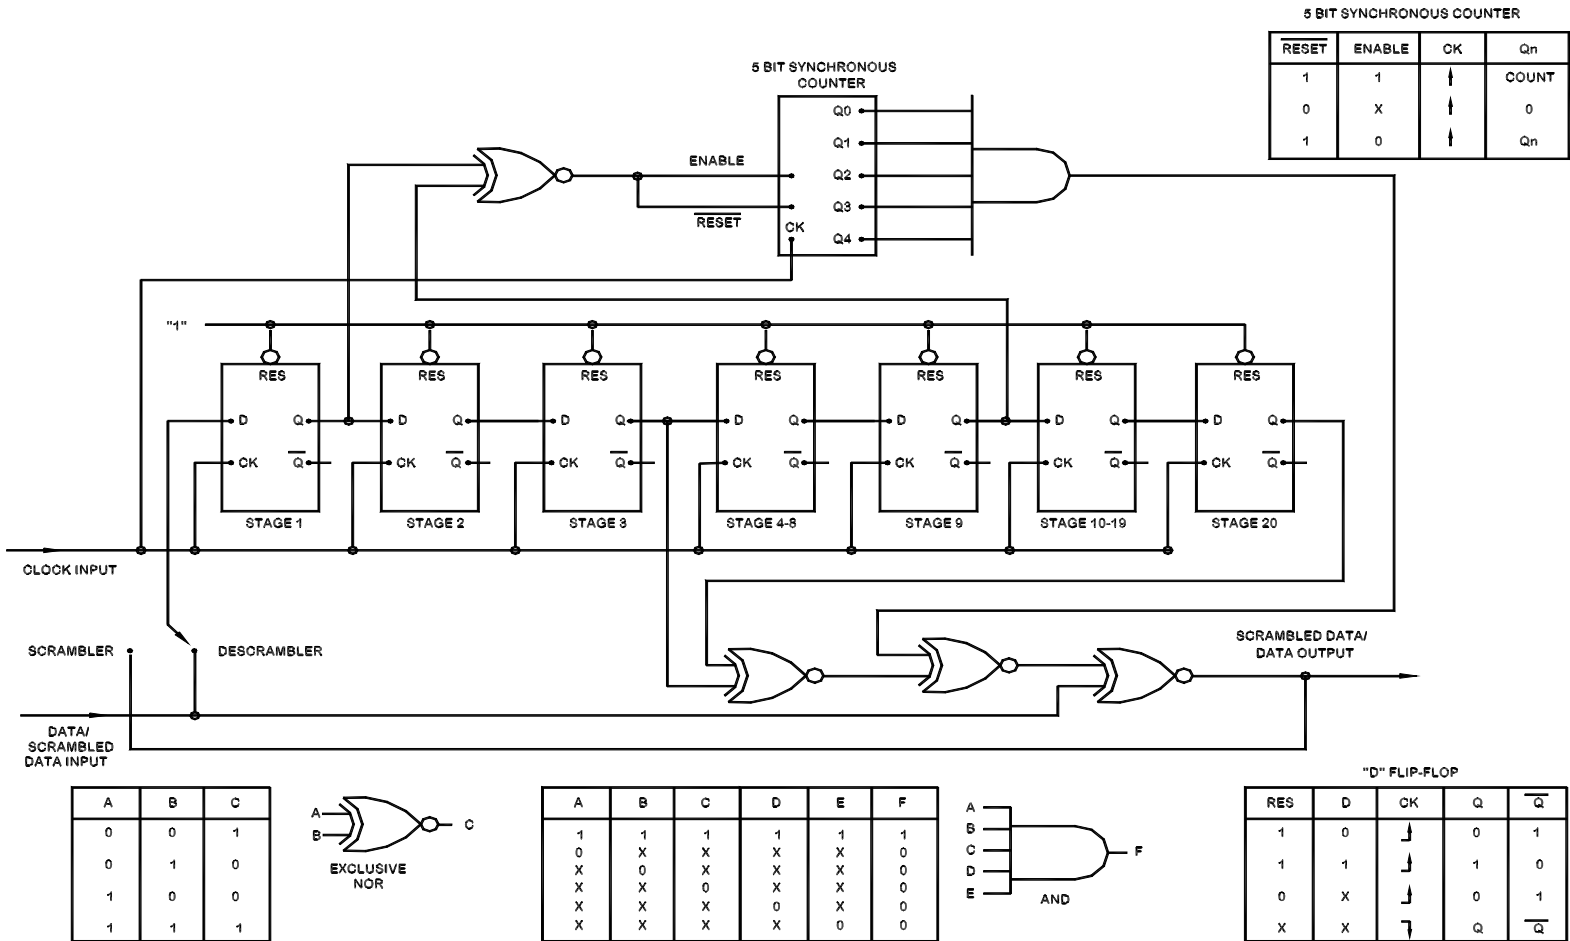 5 BIT SYNCHRONOUS COUNTER
RESET ENABLE CK Qn
1 1 COUNT
0 X 0
1 0 Qn
5 BIT SYNCHRONOUS
COUNTER
Q0
Q1
ENABLE Q2
RESET Q3
CK Q4
"1"
RES RES RES RES RES RES RES
D Q D Q D Q D Q D Q D Q D Q
CK Q CK Q CK Q CK Q CK Q CK Q CK Q
STAGE 1 STAGE 2 STAGE 3 STAGE 4-8 STAGE 9 STAGE 10-19 STAGE 20
CLOCK INPUT
SCRAMBLER DESCRAMBLER
SCRAMBLED DATA/
DATA OUTPUT
DATA/
SCRAMBLED
DATA INPUT
A B C
0 0 1
0 1 0
1 0 0
1 1 1
A
B C
EXCLUSIVE
NOR
A B C D E F
1 1 1 1 1 1
0 X X X X 0
X 0 X X X 0
X X 0 X X 0
X X X 0 X 0
X X X X 0 0
A
B
C F
D
E
AND
"D" FLIP-FLOP
RES D CK Q Q
1 0 0 1
1 1 1 0
0 X 0 1
X X Q Q